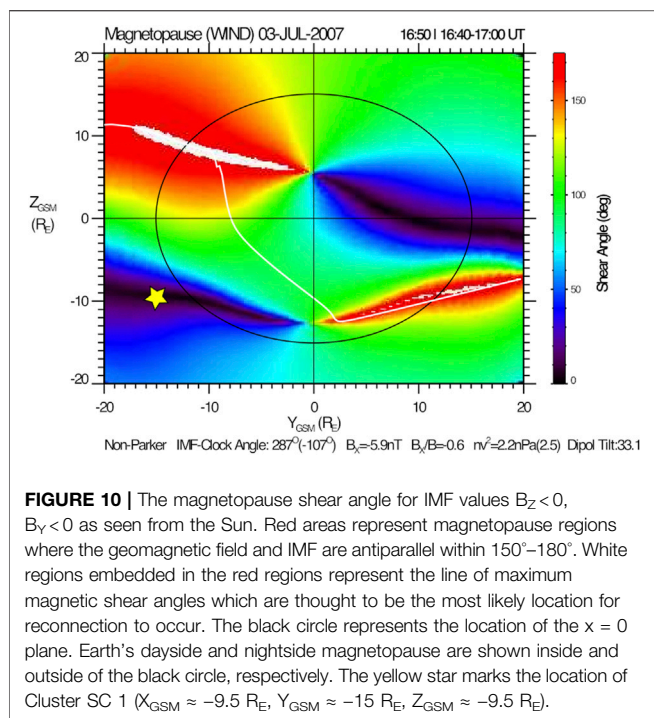 Magnetopause (WIND) 03-JUL-2007 16:50 | 16:40-17:00 UT
20
10
0
-10
-20
Z_GSM
(R_E)
-20 -10 0 10 20
Y_GSM (R_E)
150
100
50
0
Shear Angle (deg)
Non-Parker IMF-Clock Angle: 287°(-107°) B_X=-5.9nT B_X/B=-0.6 nv²=2.2nPa(2.5) Dipol Tilt:33.1
FIGURE 10 | The magnetopause shear angle for IMF values B_Z < 0,
B_Y < 0 as seen from the Sun. Red areas represent magnetopause regions
where the geomagnetic field and IMF are antiparallel within 150°–180°. White
regions embedded in the red regions represent the line of maximum
magnetic shear angles which are thought to be the most likely location for
reconnection to occur. The black circle represents the location of the x = 0
plane. Earth's dayside and nightside magnetopause are shown inside and
outside of the black circle, respectively. The yellow star marks the location of
Cluster SC 1 (X_GSM ≈ −9.5 R_E, Y_GSM ≈ −15 R_E, Z_GSM ≈ −9.5 R_E).